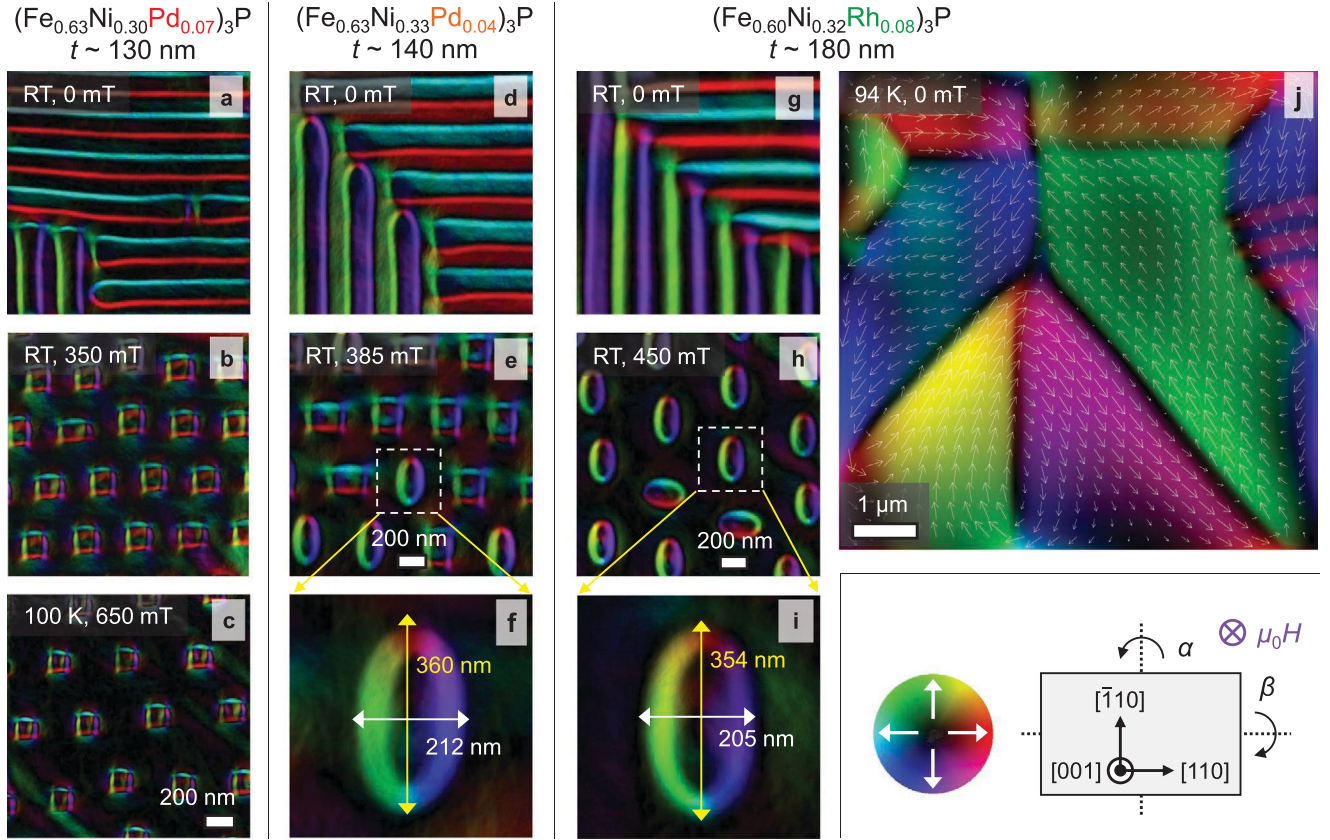 (Fe0.63Ni0.30Pd0.07)3P
t ~ 130 nm
(Fe0.63Ni0.33Pd0.04)3P
t ~ 140 nm
(Fe0.60Ni0.32Rh0.08)3P
t ~ 180 nm
RT, 0 mT
a
RT, 0 mT
d
RT, 0 mT
g
94 K, 0 mT
j
RT, 350 mT
b
RT, 385 mT
e
200 nm
RT, 450 mT
h
200 nm
1 μm
100 K, 650 mT
c
200 nm
f
360 nm
212 nm
i
354 nm
205 nm
α
μ0H
β
[1̄10]
[001]
[110]